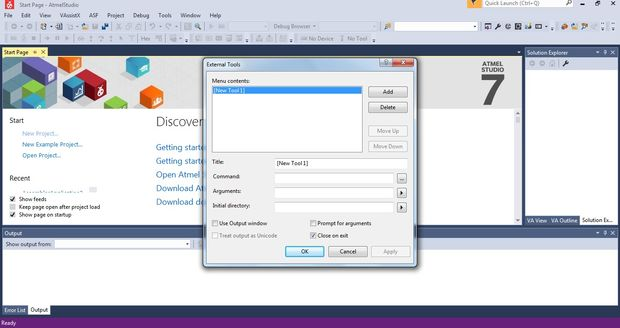 Start Page - AtmelStudio
Quick Launch (Ctrl+Q)
File Edit View VAssistX ASF Project Debug Tools Window Help
Debug Browser
Hex
No Device No Tool
Start Page
Solution Explorer
ATMEL
STUDIO
7
Start
New Project...
New Example Project...
Open Project...
Recent
Show feeds
Keep page open after project load
Show page on startup
Discover
Getting started
Getting started
Open Atmel S
Download At
Download do
External Tools
Menu contents:
[New Tool 1]
Add
Delete
Move Up
Move Down
Title:
[New Tool 1]
Command:
...
Arguments:
Initial directory:
Use Output window
Prompt for arguments
Treat output as Unicode
Close on exit
OK
Cancel
Apply
VA View VA Outline Solution Ex...
Output
Show output from:
Error List Output
Ready